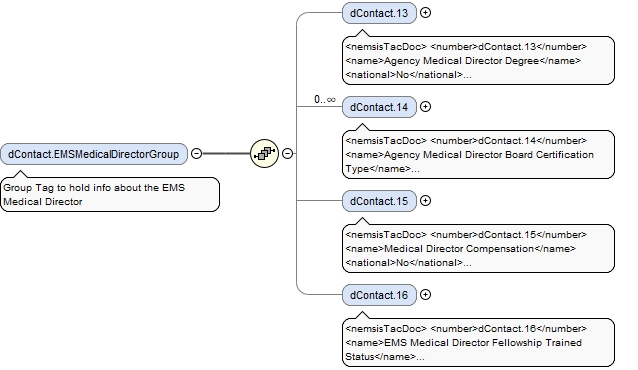 dContact.13
<nemsisTacDoc> <number>dContact.13</number>
<name>Agency Medical Director Degree</name>
<national>No</national>...
0..∞
dContact.14
<nemsisTacDoc> <number>dContact.14</number>
<name>Agency Medical Director Board Certification
Type</name>...
dContact.EMSMedicalDirectorGroup
Group Tag to hold info about the EMS
Medical Director
dContact.15
<nemsisTacDoc> <number>dContact.15</number>
<name>Medical Director Compensation</name>
<national>No</national>...
dContact.16
<nemsisTacDoc> <number>dContact.16</number>
<name>EMS Medical Director Fellowship Trained
Status</name>...